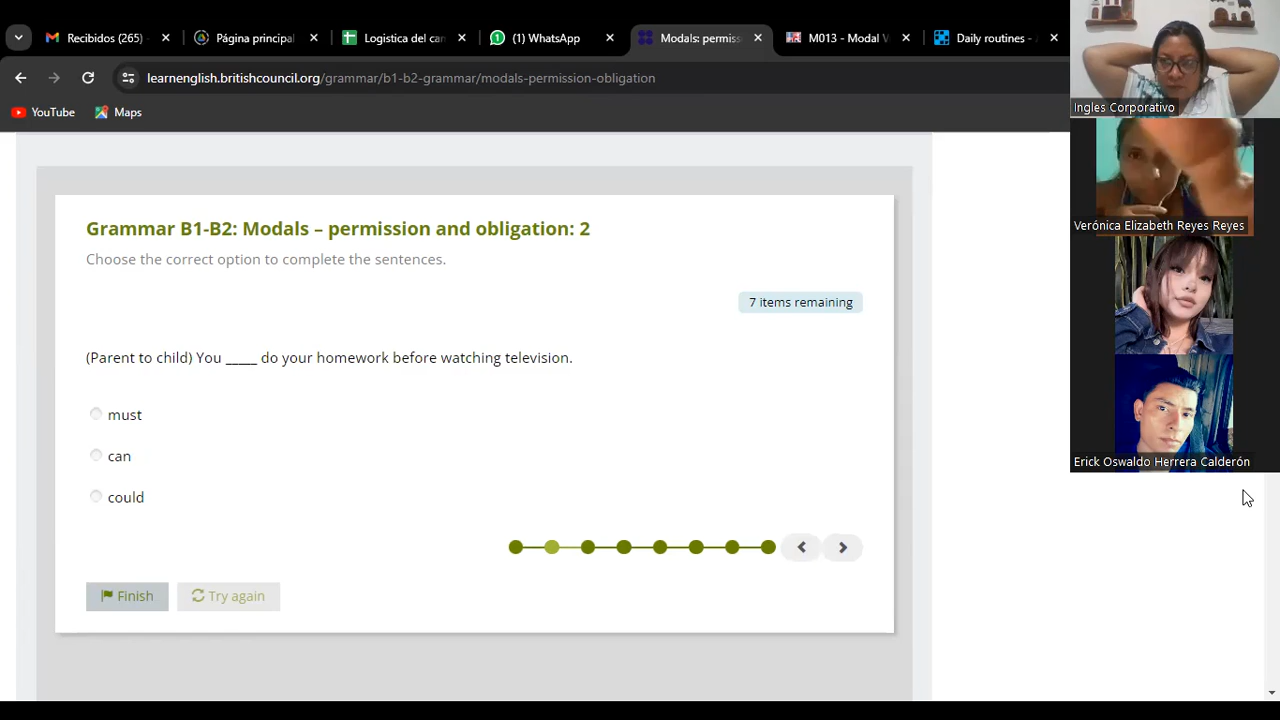 Recibidos (265)
Página principal
Logistica del car
(1) WhatsApp
Modals: permiss
M013 - Modal V
Daily routines -
learnenglish.britishcouncil.org/grammar/b1-b2-grammar/modals-permission-obligation
YouTube
Maps
Ingles Corporativo
Verónica Elizabeth Reyes Reyes
Erick Oswaldo Herrera Calderón
Grammar B1-B2: Modals – permission and obligation: 2
Choose the correct option to complete the sentences.
7 items remaining
(Parent to child) You _____ do your homework before watching television.
must
can
could
Finish
Try again